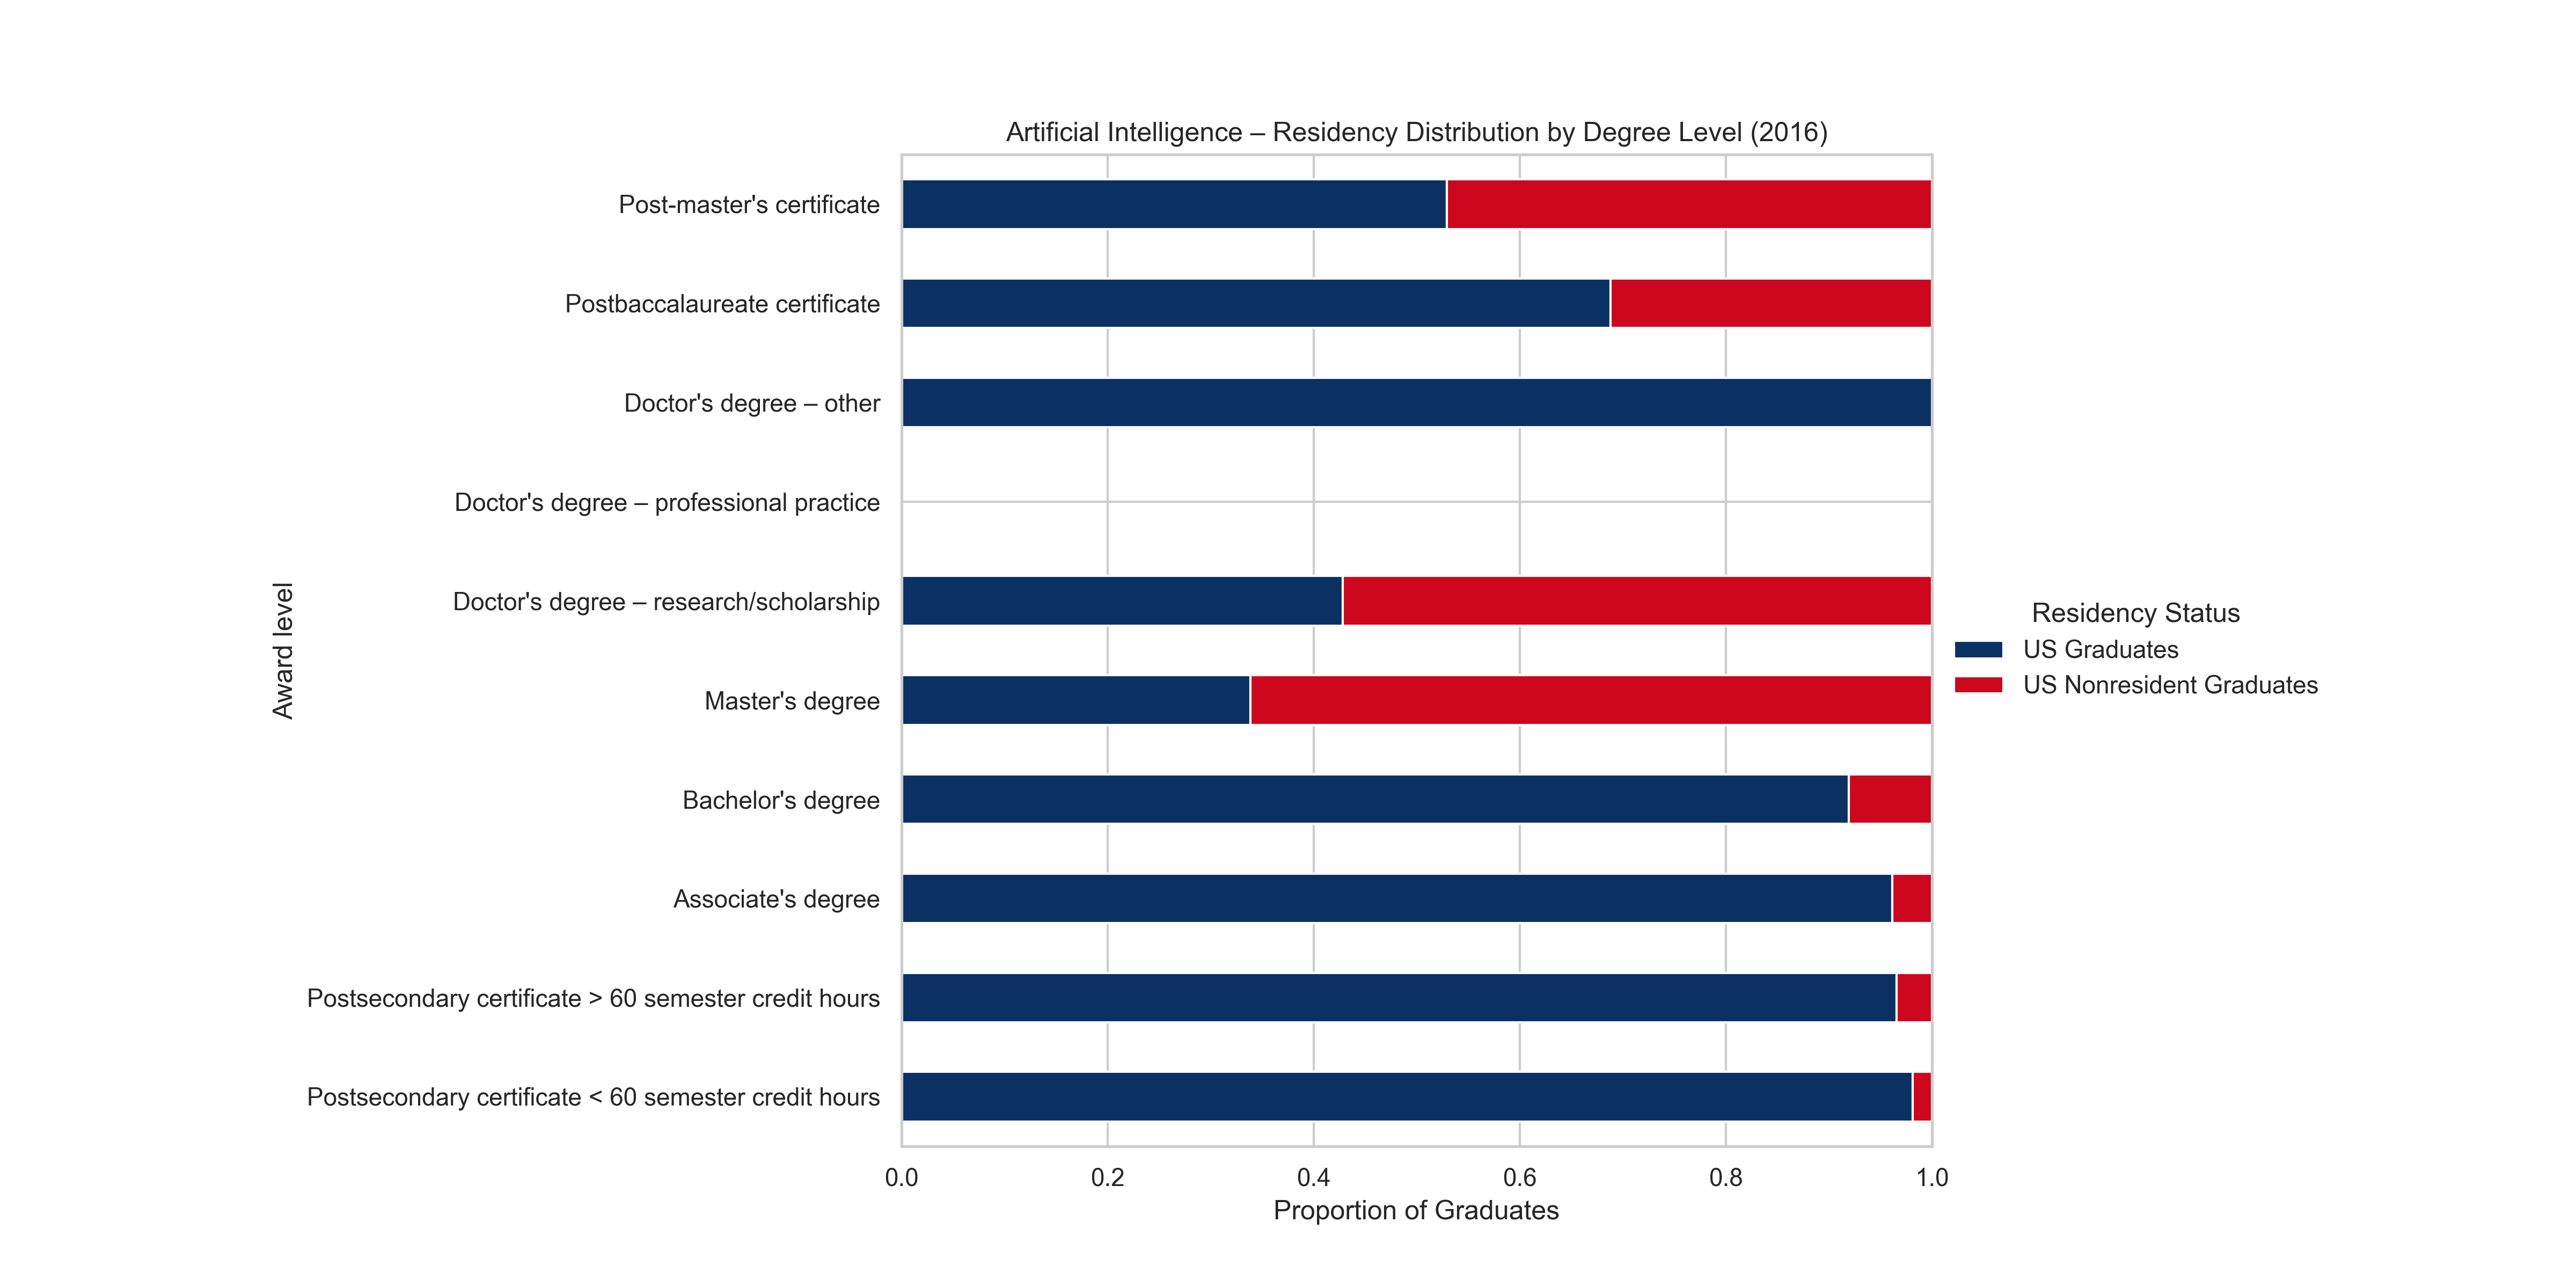 Artificial Intelligence – Residency Distribution by Degree Level (2016)
Award level
Post-master's certificate
Postbaccalaureate certificate
Doctor's degree – other
Doctor's degree – professional practice
Doctor's degree – research/scholarship
Master's degree
Bachelor's degree
Associate's degree
Postsecondary certificate > 60 semester credit hours
Postsecondary certificate < 60 semester credit hours
0.0 0.2 0.4 0.6 0.8 1.0
Proportion of Graduates
Residency Status
US Graduates
US Nonresident Graduates